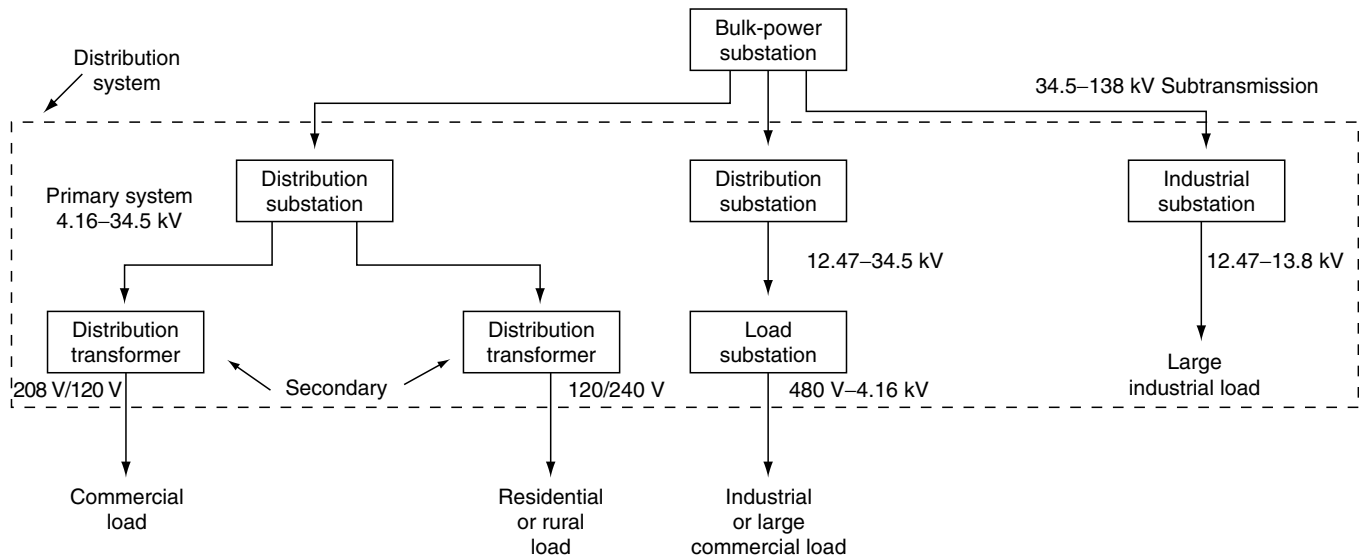 Bulk-power
substation
Distribution
system
34.5–138 kV Subtransmission
Distribution
substation
Distribution
substation
Industrial
substation
Primary system
4.16–34.5 kV
12.47–34.5 kV
12.47–13.8 kV
Distribution
transformer
Distribution
transformer
Load
substation
Large
industrial load
208 V/120 V
Secondary
120/240 V
480 V–4.16 kV
Commercial
load
Residential
or rural
load
Industrial
or large
commercial load